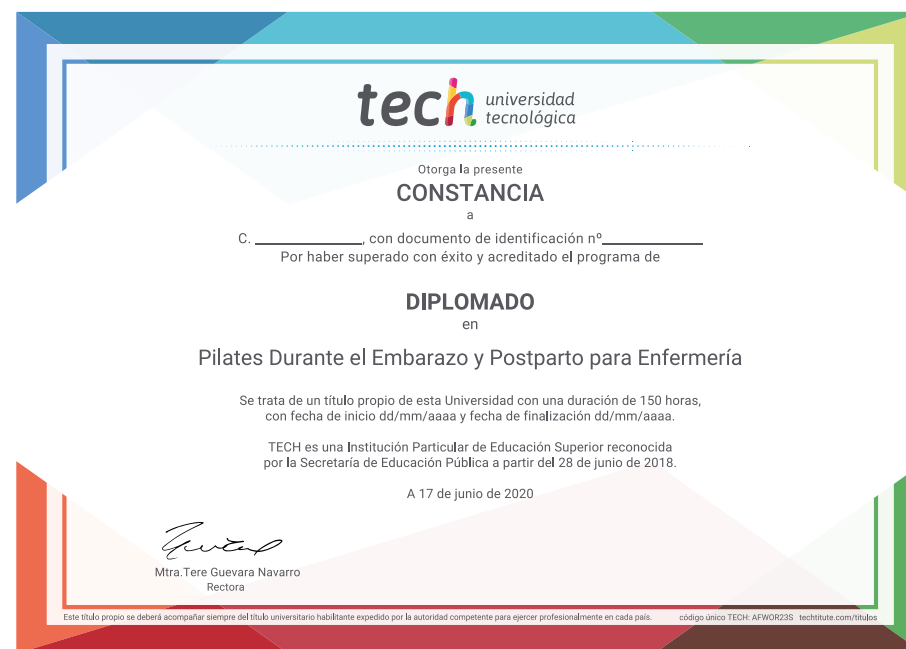 tech universidad
tecnológica
Otorga la presente
CONSTANCIA
a
C. ______________, con documento de identificación nº_____________
Por haber superado con éxito y acreditado el programa de
DIPLOMADO
en
Pilates Durante el Embarazo y Postparto para Enfermería
Se trata de un título propio de esta Universidad con una duración de 150 horas,
con fecha de inicio dd/mm/aaaa y fecha de finalización dd/mm/aaaa.
TECH es una Institución Particular de Educación Superior reconocida
por la Secretaría de Educación Pública a partir del 28 de junio de 2018.
A 17 de junio de 2020
Mtra.Tere Guevara Navarro
Rectora
Este título propio se deberá acompañar siempre del título universitario habilitante expedido por la autoridad competente para ejercer profesionalmente en cada país. código único TECH: AFWOR23S techtitute.com/titulos